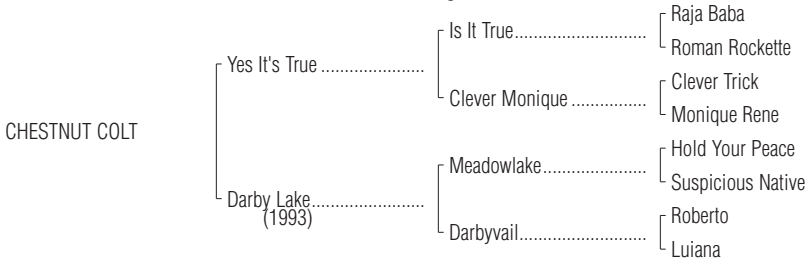 Raja Baba
Is It True............................
Roman Rockette
Yes It's True ......................
Clever Trick
Clever Monique ................
Monique Rene
CHESTNUT COLT
Hold Your Peace
Meadowlake......................
Suspicious Native
Darby Lake........................
(1993)
Roberto
Darbyvail...........................
Luiana